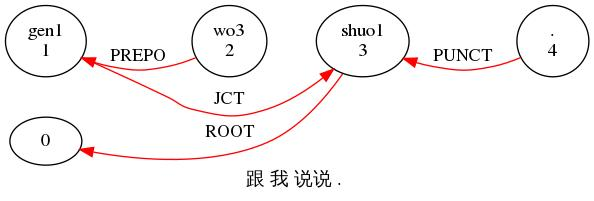 gen1 wo3 shuo1 .
1 PREPO 2 3 PUNCT 4
JCT
0 ROOT
跟 我 说说 .